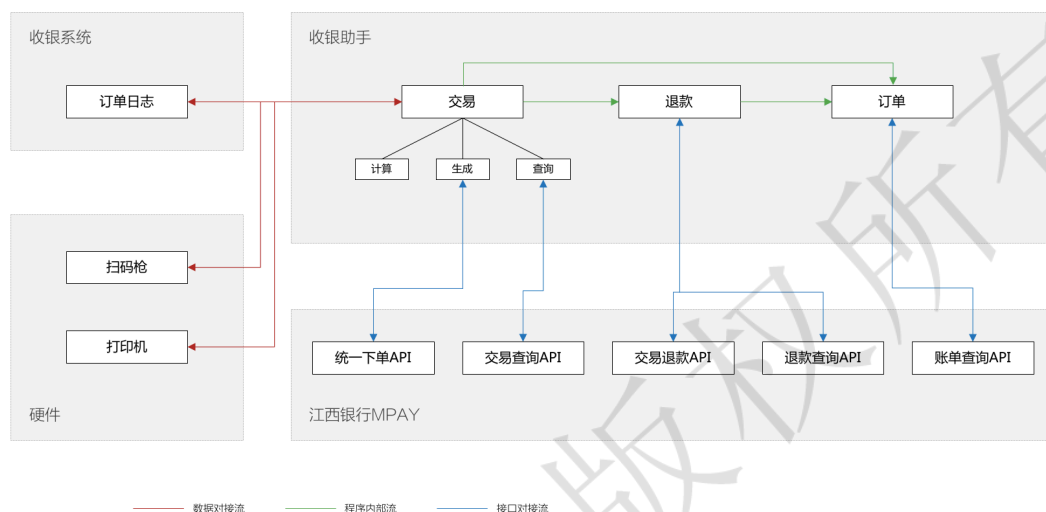 收银系统
收银助手
订单日志
交易
退款
订单
计算
生成
查询
扫码枪
打印机
硬件
统一下单API
交易查询API
交易退款API
退款查询API
账单查询API
江西银行MPAY
数据对接流
程序内部流
接口对接流
版权所有